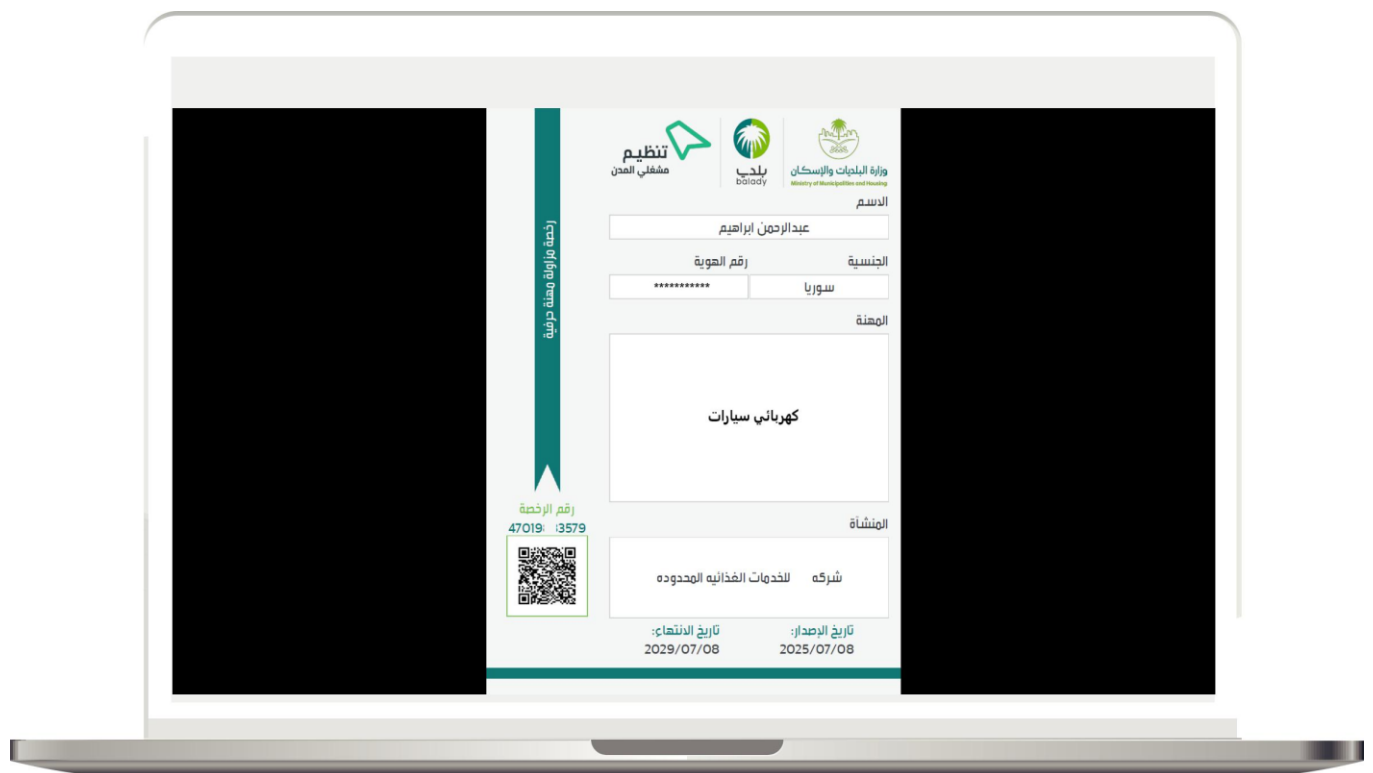 وزارة البلديات والإسكان
Ministry of Municipalities and Housing
بلدي
balady
تنظيم
مشغلي المدن
الاسم
عبدالرحمن ابراهيم
الجنسية
رقم الهوية
سوريا
***********
المهنة
كهربائي سيارات
المنشأة
شركه للخدمات الغذائيه المحدوده
تاريخ الإصدار:
تاريخ الانتهاء:
2025/07/08
2029/07/08
رخصة مزاولة مهنة حرفية
رقم الرخصة
47019 3579